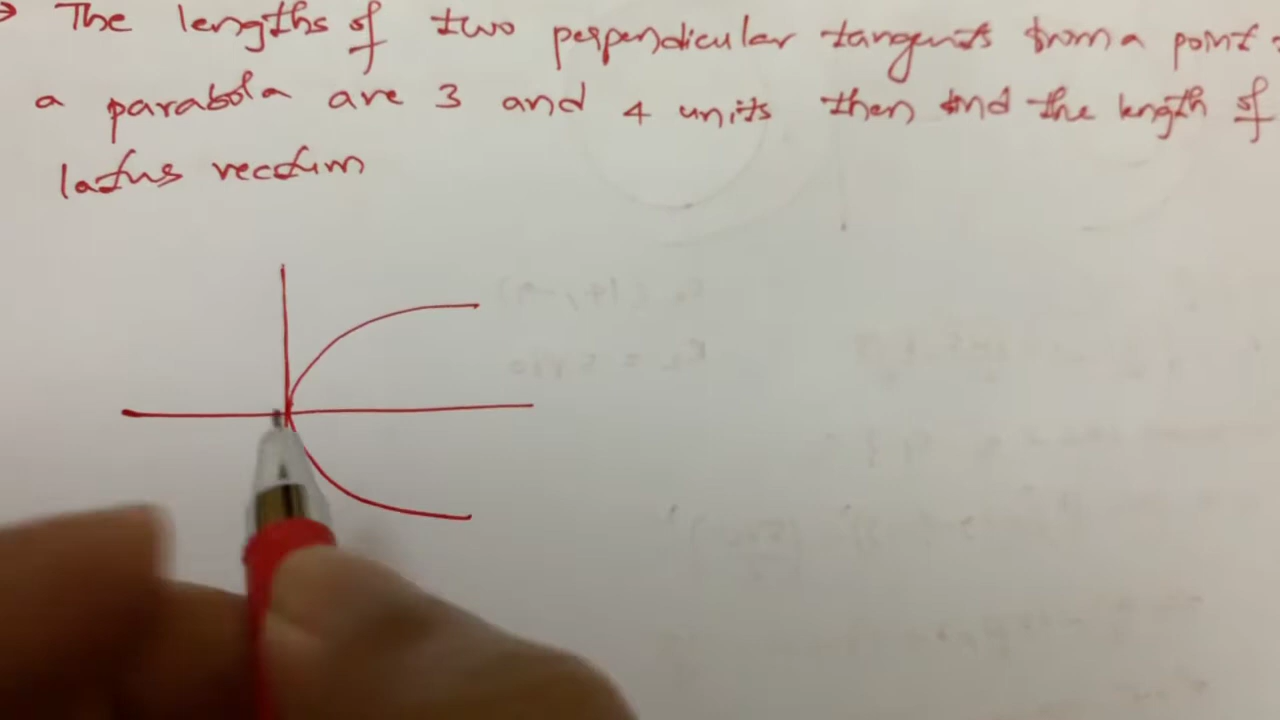 The lengths of two perpendicular tangents from a point
a parabola are 3 and 4 units then find the length of
latus rectum